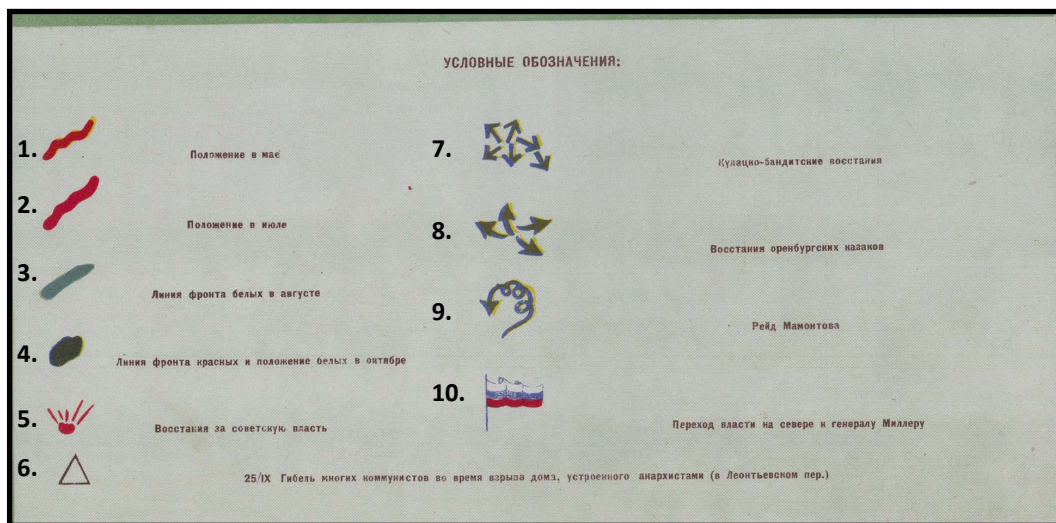 УСЛОВНЫЕ ОБОЗНАЧЕНИЯ:
1. Положение в мае
2. Положение в июле
3. Линия фронта белых в августе
4. Линия фронта красных и положение белых в октябре
5. Восстания за советскую власть
6. 25/IX Гибель многих коммунистов во время взрыва дома, устроенного анархистами (в Леонтьевском пер.)
7. Кулацко-бандитские восстания
8. Восстания оренбургских казаков
9. Рейд Мамонтова
10. Переход власти на севере к генералу Миллеру